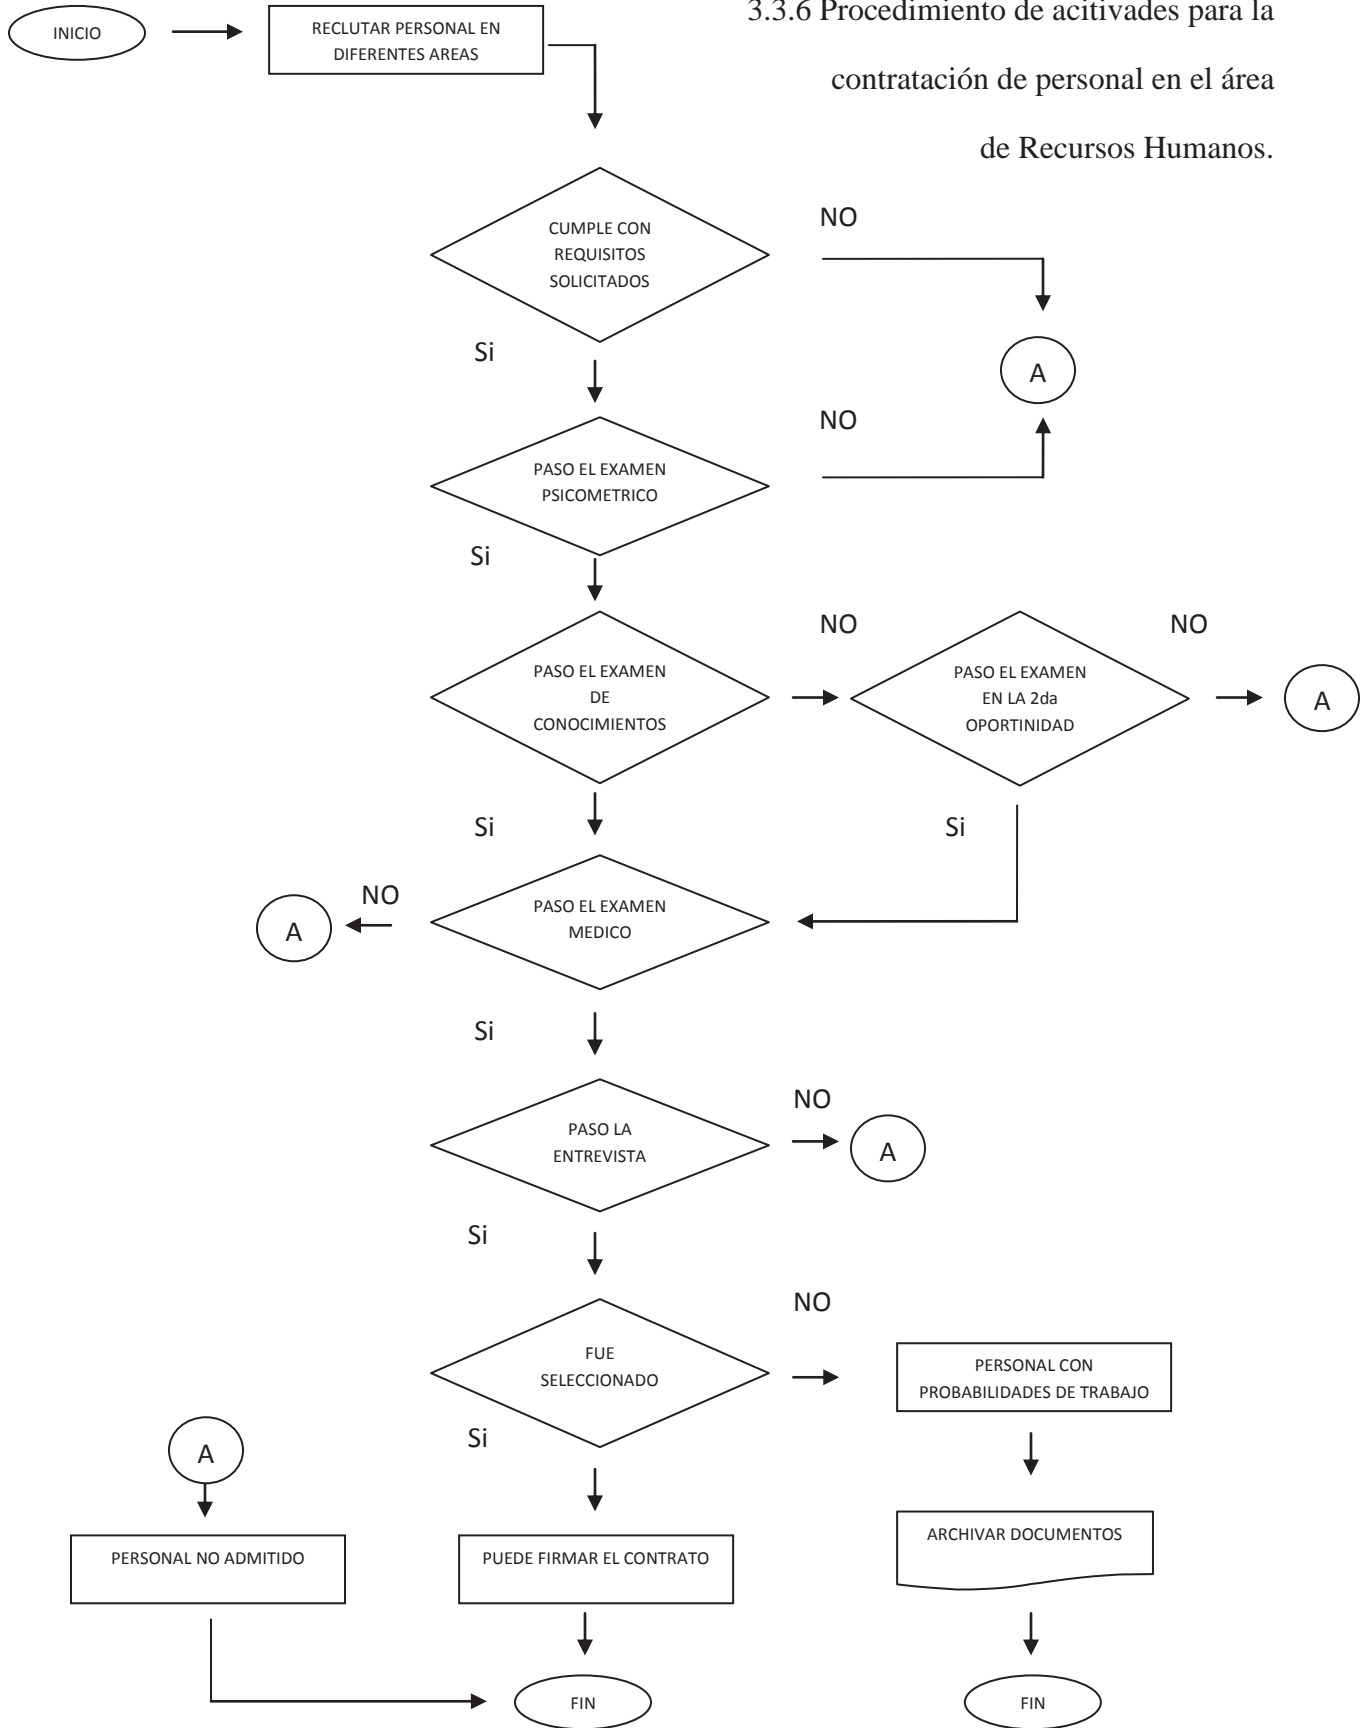 3.3.6 Procedimiento de acitivades para la
contratación de personal en el área
de Recursos Humanos.
INICIO
RECLUTAR PERSONAL EN
DIFERENTES AREAS
CUMPLE CON
REQUISITOS
SOLICITADOS
NO
Si
A
PASO EL EXAMEN
PSICOMETRICO
NO
Si
PASO EL EXAMEN
DE
CONOCIMIENTOS
NO
PASO EL EXAMEN
EN LA 2da
OPORTINIDAD
NO
A
Si
Si
PASO EL EXAMEN
MEDICO
NO
A
Si
PASO LA
ENTREVISTA
NO
A
Si
FUE
SELECCIONADO
NO
PERSONAL CON
PROBABILIDADES DE TRABAJO
Si
A
PERSONAL NO ADMITIDO
PUEDE FIRMAR EL CONTRATO
ARCHIVAR DOCUMENTOS
FIN
FIN